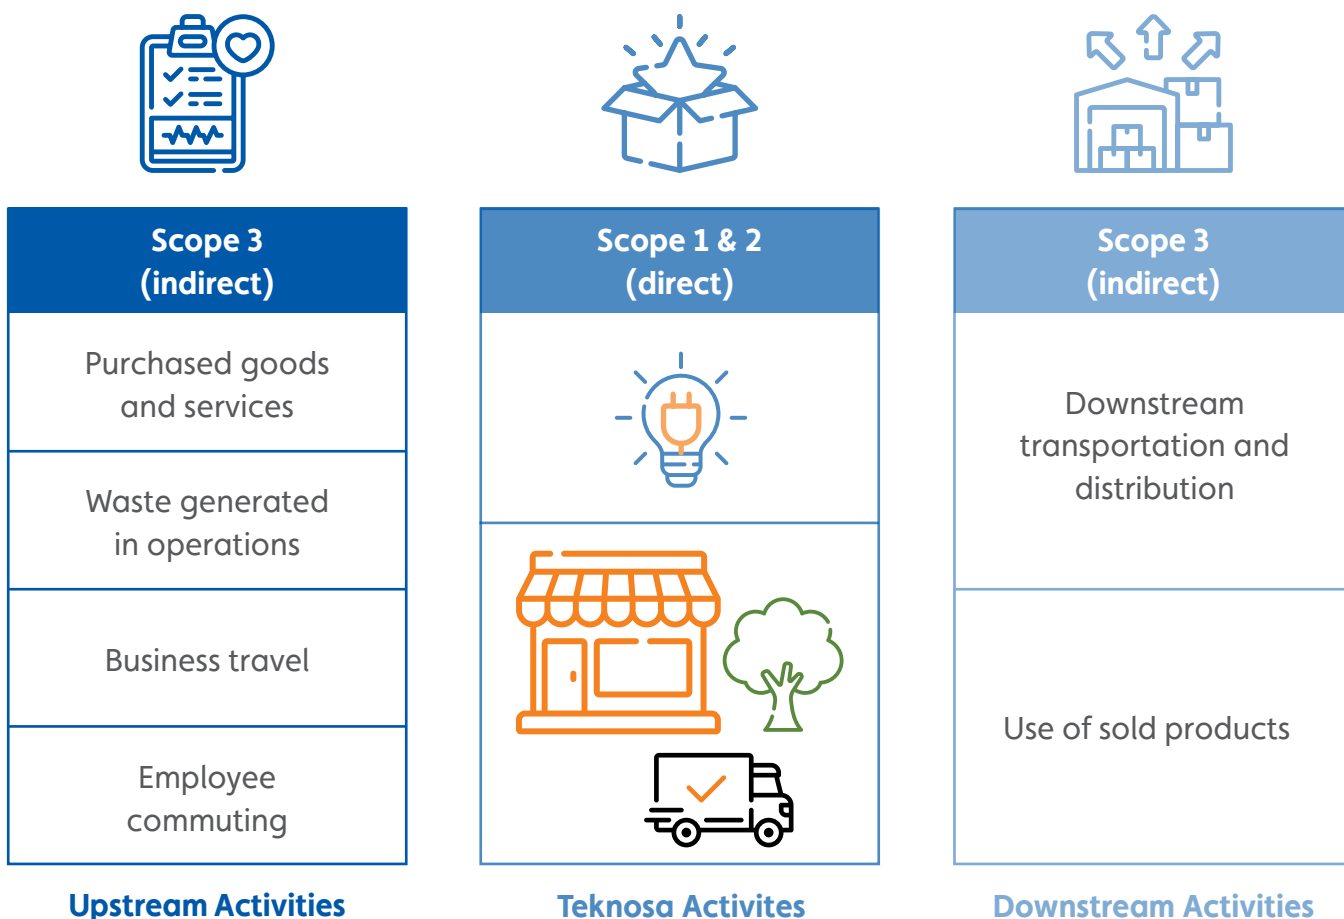 Scope 3
(indirect)
Purchased goods
and services
Waste generated
in operations
Business travel
Employee
commuting
Upstream Activities
Scope 1 & 2
(direct)
Teknosa Activites
Scope 3
(indirect)
Downstream
transportation and
distribution
Use of sold products
Downstream Activities